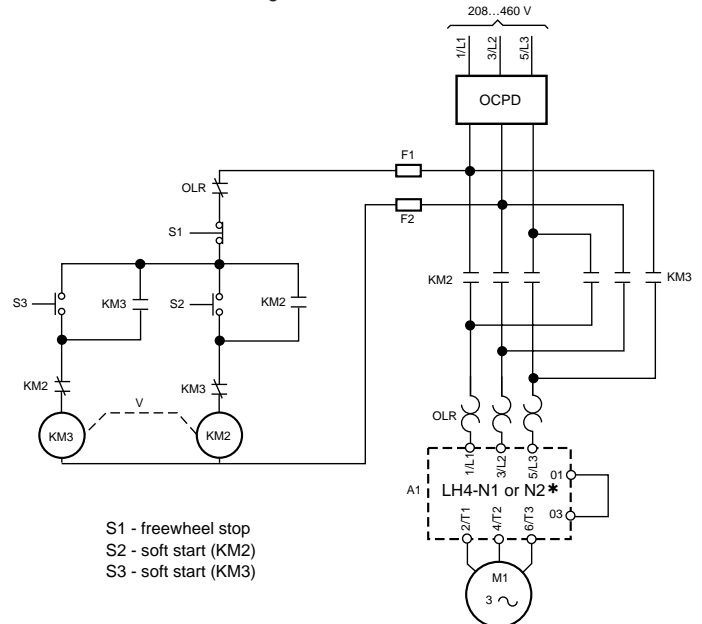 208...460 V
1/L1
3/L2
5/L3
OCPD
F1
OLR
F2
S1
KM2
KM3
S3
KM3
S2
KM2
KM2
KM3
V
OLR
KM3
KM2
1/L1
3/L2
5/L3
01
A1
LH4-N1 or N2*
03
2/T1
4/T2
6/T3
S1 - freewheel stop
S2 - soft start (KM2)
S3 - soft start (KM3)
M1
3